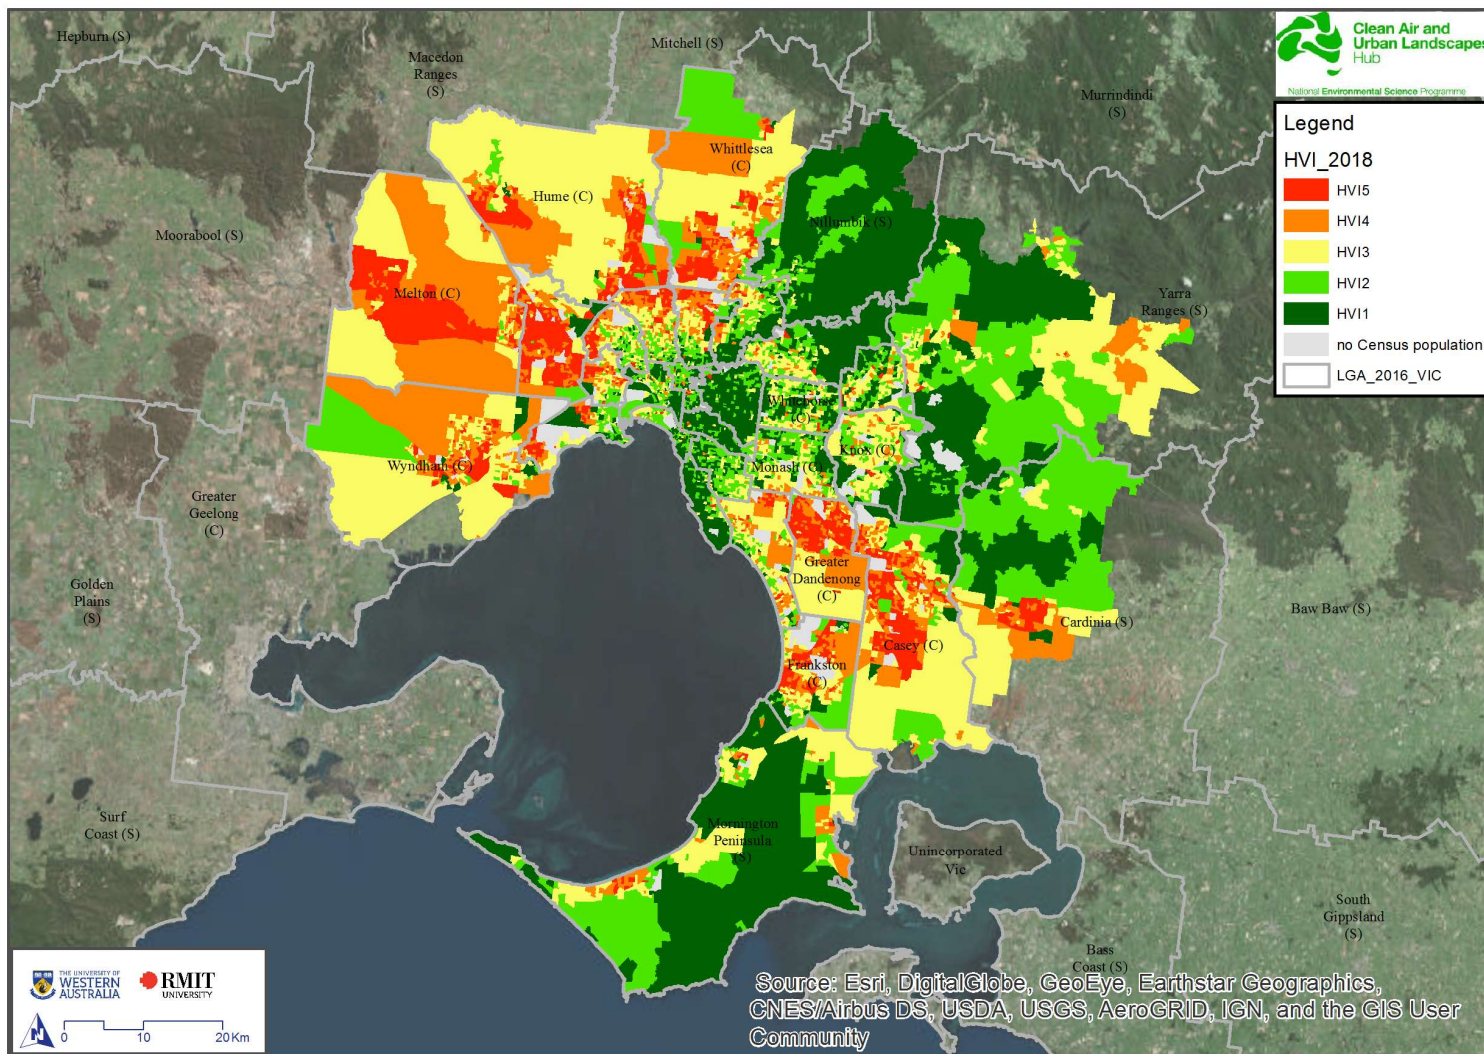 Hepburn (S)
Macedon
Ranges
(S)
Mitchell (S)
Murrindindi
(S)
Clean Air and
Urban Landscapes
Hub
National Environmental Science Programme
Legend
HVI_2018
HVI5
HVI4
HVI3
HVI2
HVI1
no Census population
LGA_2016_VIC
Whittlesea
(C)
Hume (C)
Nillumbik (S)
Moorabool (S)
Melton (C)
Yarra
Ranges (S)
Whitehorse
(C)
Knox (C)
Monash (C)
Wyndham (C)
Greater
Geelong
(C)
Golden
Plains
(S)
Greater
Dandenong
(C)
Baw Baw (S)
Cardinia (S)
Casey (C)
Frankston
(C)
Surf
Coast (S)
Mornington
Peninsula
(S)
Unincorporated
Vic
South
Gippsland
(S)
Bass
Coast (S)
THE UNIVERSITY OF
WESTERN
AUSTRALIA
RMIT
UNIVERSITY
N
0 10 20 Km
Source: Esri, DigitalGlobe, GeoEye, Earthstar Geographics,
CNES/Airbus DS, USDA, USGS, AeroGRID, IGN, and the GIS User
Community